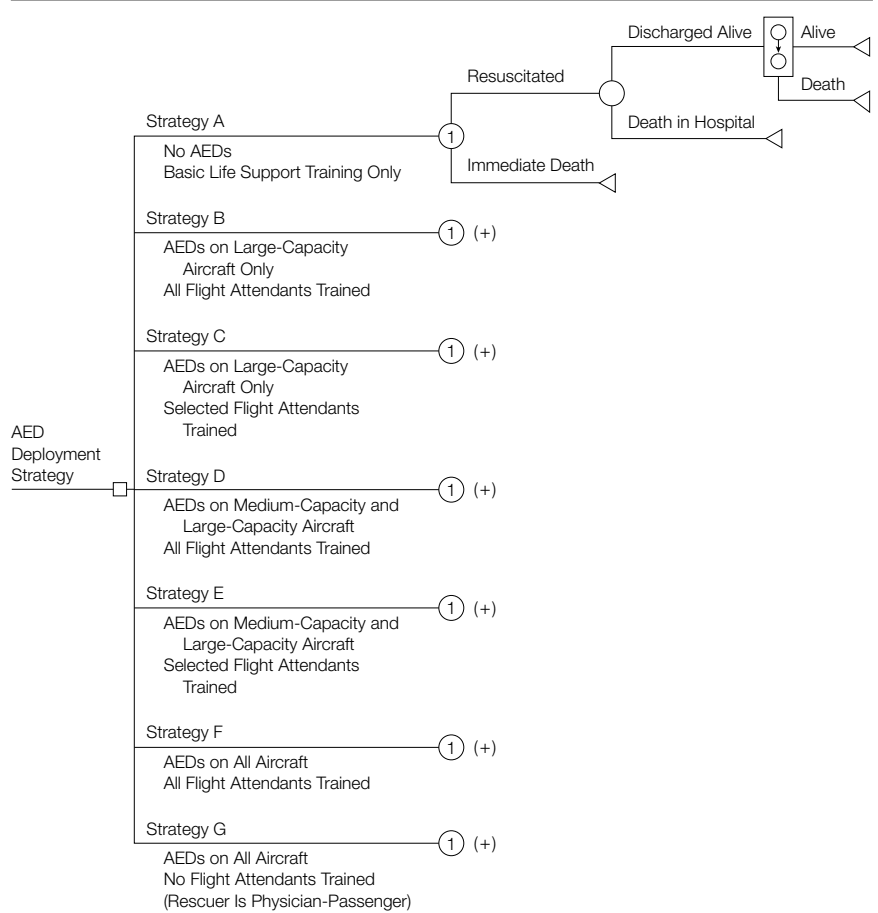 Discharged Alive
Alive
Resuscitated
Death
Strategy A
Death in Hospital
1
No AEDs
Basic Life Support Training Only
Immediate Death
Strategy B
1 (+)
AEDs on Large-Capacity
Aircraft Only
All Flight Attendants Trained
Strategy C
1 (+)
AEDs on Large-Capacity
Aircraft Only
Selected Flight Attendants
Trained
AED
Deployment
Strategy
Strategy D
1 (+)
AEDs on Medium-Capacity and
Large-Capacity Aircraft
All Flight Attendants Trained
Strategy E
1 (+)
AEDs on Medium-Capacity and
Large-Capacity Aircraft
Selected Flight Attendants
Trained
Strategy F
1 (+)
AEDs on All Aircraft
All Flight Attendants Trained
Strategy G
1 (+)
AEDs on All Aircraft
No Flight Attendants Trained
(Rescuer Is Physician-Passenger)